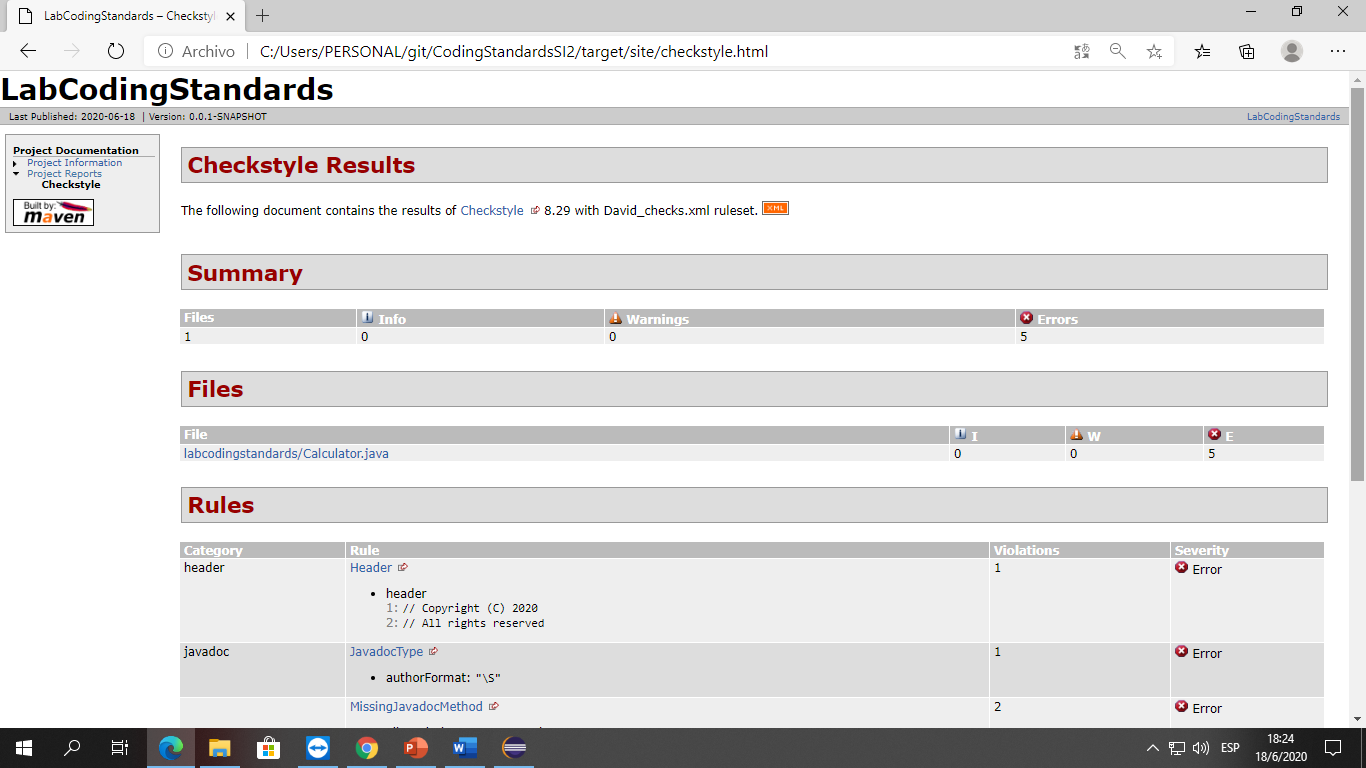 LabCodingStandards – Checkstyl
Archivo C:/Users/PERSONAL/git/CodingStandardsSI2/target/site/checkstyle.html
LabCodingStandards
Last Published: 2020-06-18 | Version: 0.0.1-SNAPSHOT LabCodingStandards
Project Documentation
Project Information
Project Reports
Checkstyle
Built by:
maven
Checkstyle Results
The following document contains the results of Checkstyle 8.29 with David_checks.xml ruleset. XML
Summary
Files Info Warnings Errors
1 0 0 5
Files
File I W E
labcodingstandards/Calculator.java 0 0 5
Rules
Category Rule Violations Severity
header Header 1 Error
header
1: // Copyright (C) 2020
2: // All rights reserved
javadoc JavadocType 1 Error
authorFormat: "\S"
MissingJavadocMethod 2 Error
ESP
18:24
18/6/2020